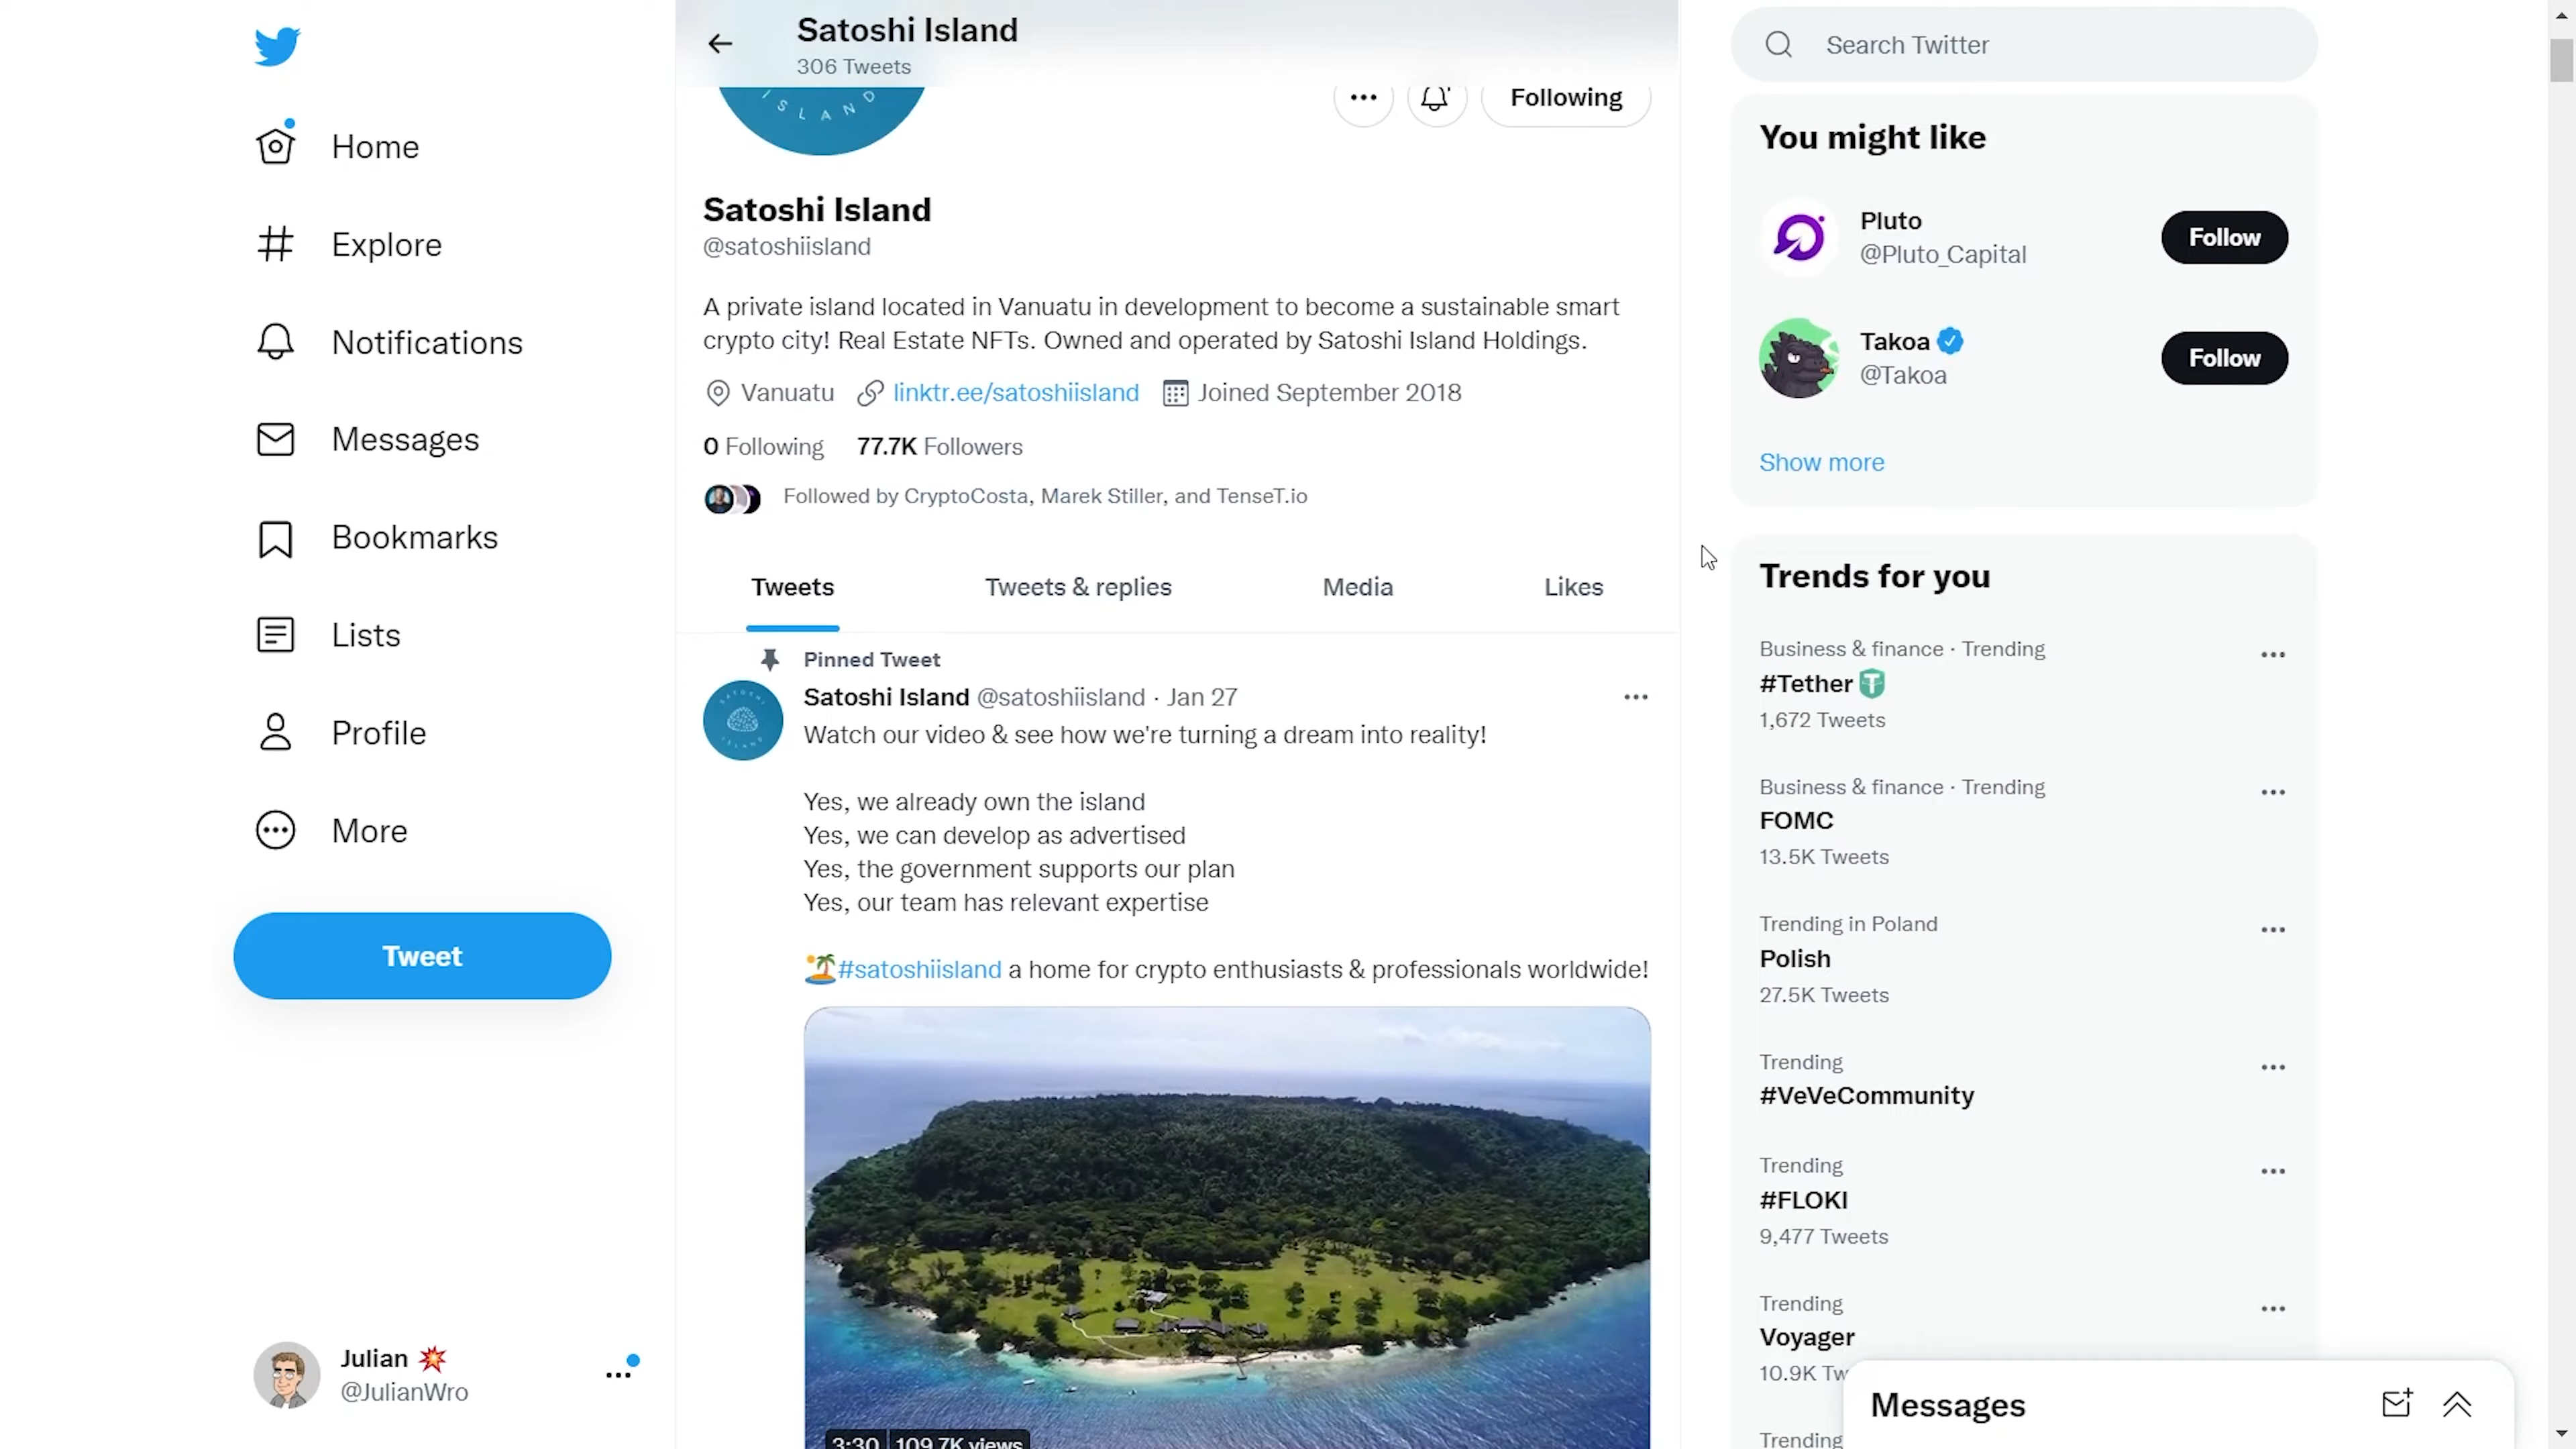 Satoshi Island
306 Tweets
ISLAND
Following
Satoshi Island
@satoshiisland
A private island located in Vanuatu in development to become a sustainable smart
crypto city! Real Estate NFTs. Owned and operated by Satoshi Island Holdings.
Vanuatu linktr.ee/satoshiisland Joined September 2018
0 Following 77.7K Followers
Followed by CryptoCosta, Marek Stiller, and TenseT.io
Tweets Tweets & replies Media Likes
Pinned Tweet
Satoshi Island @satoshiisland · Jan 27
Watch our video & see how we're turning a dream into reality!
Yes, we already own the island
Yes, we can develop as advertised
Yes, the government supports our plan
Yes, our team has relevant expertise
🏝️#satoshiisland a home for crypto enthusiasts & professionals worldwide!
3:30 109.7K views
Home
Explore
Notifications
Messages
Bookmarks
Lists
Profile
More
Tweet
Julian 💥
@JulianWro
Search Twitter
You might like
Pluto
@Pluto_Capital
Follow
Takoa
@Takoa
Follow
Show more
Trends for you
Business & finance · Trending
#Tether
1,672 Tweets
Business & finance · Trending
FOMC
13.5K Tweets
Trending in Poland
Polish
27.5K Tweets
Trending
#VeVeCommunity
Trending
#FLOKI
9,477 Tweets
Trending
Voyager
10.9K Tw
Messages
Trending